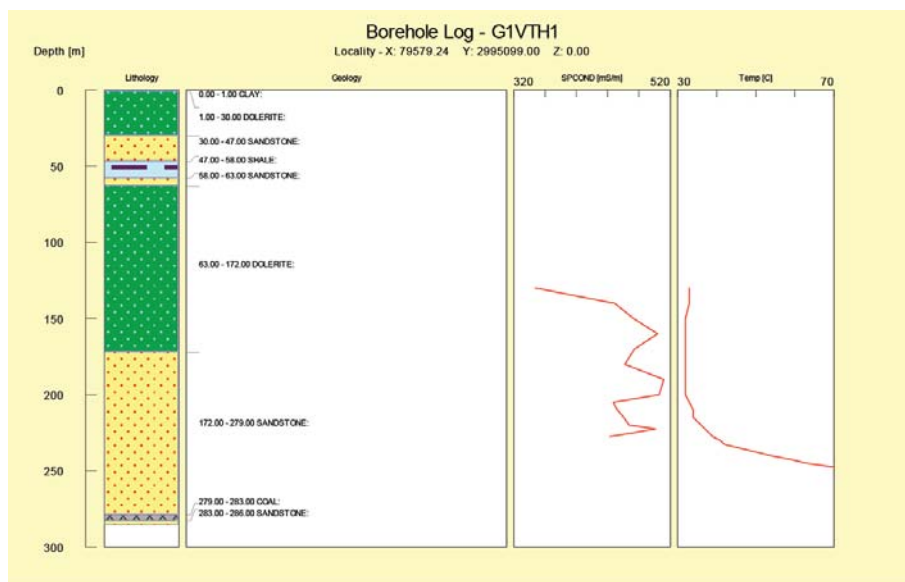 Borehole Log - G1VTH1
Depth [m]
Locality - X: 79579.24 Y: 2995099.00 Z: 0.00
Lithology
Geology
320 SPCOND [mS/m] 520
30 Temp [C] 70
0
0.00 - 1.00 CLAY:
1.00 - 30.00 DOLERITE:
30.00 - 47.00 SANDSTONE:
47.00 - 58.00 SHALE:
50
58.00 - 63.00 SANDSTONE:
100
63.00 - 172.00 DOLERITE:
150
200
172.00 - 279.00 SANDSTONE:
250
279.00 - 283.00 COAL:
283.00 - 286.00 SANDSTONE:
300